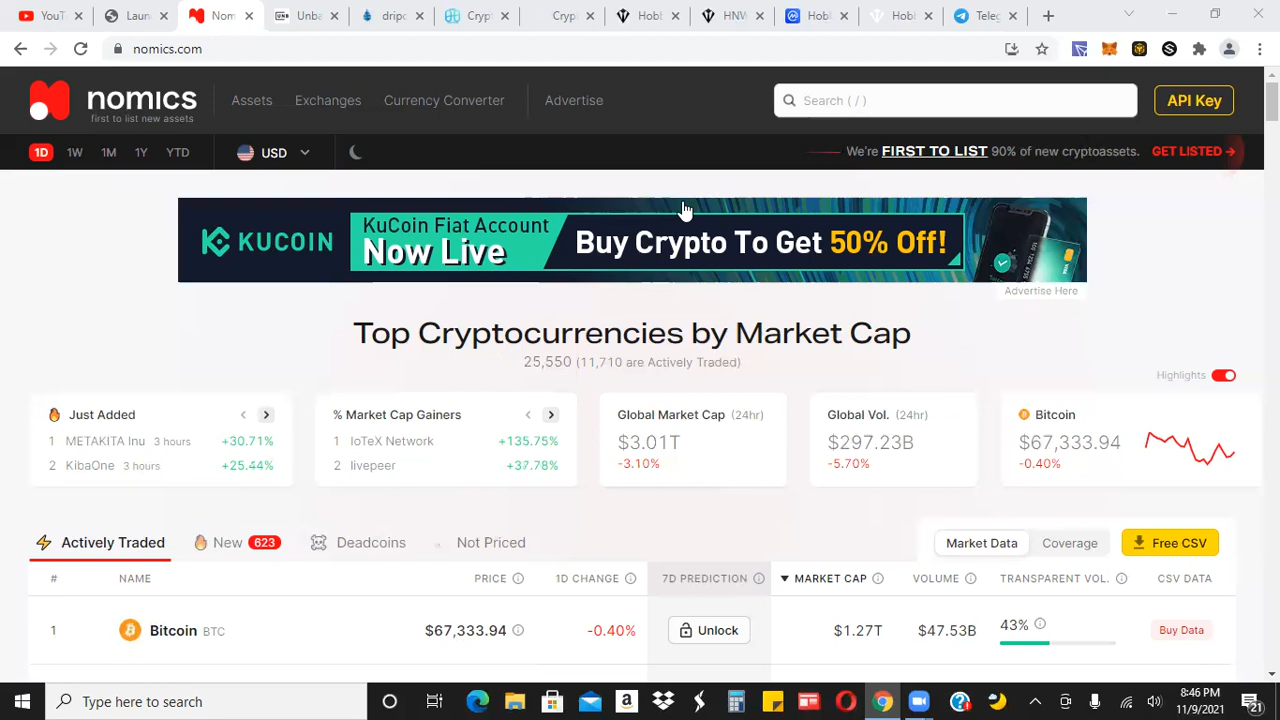 YouT
Laun
Nom
Unba
dripc
Crypt
Cryp
Hobb
HNW
Hobb
Hobb
Teleg
nomics.com
nomics
first to list new assets
Assets Exchanges Currency Converter Advertise
Search ( / )
API Key
1D 1W 1M 1Y YTD
USD
We're FIRST TO LIST 90% of new cryptoassets. GET LISTED →
KUCOIN
KuCoin Fiat Account
Now Live
Buy Crypto To Get 50% Off!
Advertise Here
Top Cryptocurrencies by Market Cap
25,550 (11,710 are Actively Traded)
Highlights
Just Added
1 METAKITA Inu 3 hours +30.71%
2 KibaOne 3 hours +25.44%
% Market Cap Gainers
1 IoTeX Network +135.75%
2 livepeer +37.78%
Global Market Cap (24hr)
$3.01T
-3.10%
Global Vol. (24hr)
$297.23B
-5.70%
Bitcoin
$67,333.94
-0.40%
Actively Traded New 623 Deadcoins Not Priced
Market Data Coverage Free CSV
# NAME PRICE 1D CHANGE 7D PREDICTION MARKET CAP VOLUME TRANSPARENT VOL. CSV DATA
1 Bitcoin BTC $67,333.94 -0.40% Unlock $1.27T $47.53B 43% Buy Data
Type here to search
8:46 PM
11/9/2021
21